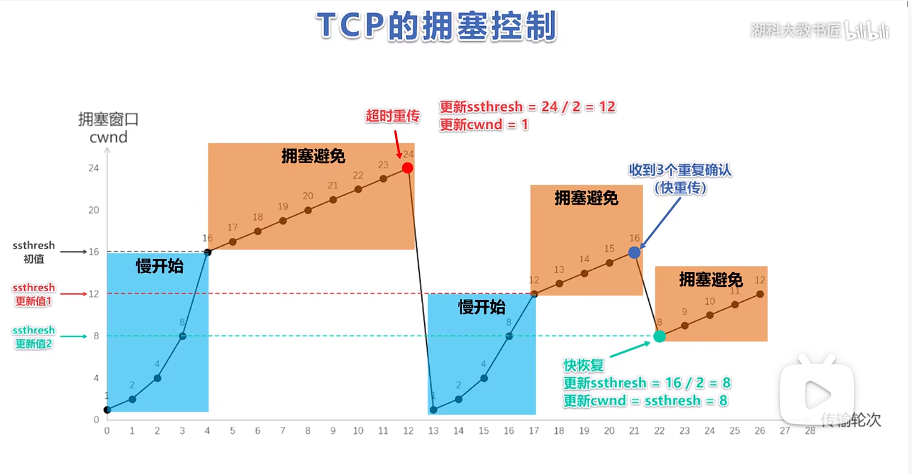 TCP的拥塞控制
湖科大教书匠 bilibili
超时重传
更新ssthresh = 24 / 2 = 12
更新cwnd = 1
拥塞窗口
cwnd
拥塞避免
24
24
23
22
21
20
19
18
17
16
收到3个重复确认
(快重传)
拥塞避免
16
15
14
13
12
20
ssthresh
初值
16
慢开始
拥塞避免
12
11
10
9
8
ssthresh
更新值1
12
慢开始
ssthresh
更新值2
8
8
8
4
4
4
2
2
1
1
0
快恢复
更新ssthresh = 16 / 2 = 8
更新cwnd = ssthresh = 8
0 1 2 3 4 5 6 7 8 9 10 11 12 13 14 15 16 17 18 19 20 21 22 23 24 25 26 27 28
传输轮次